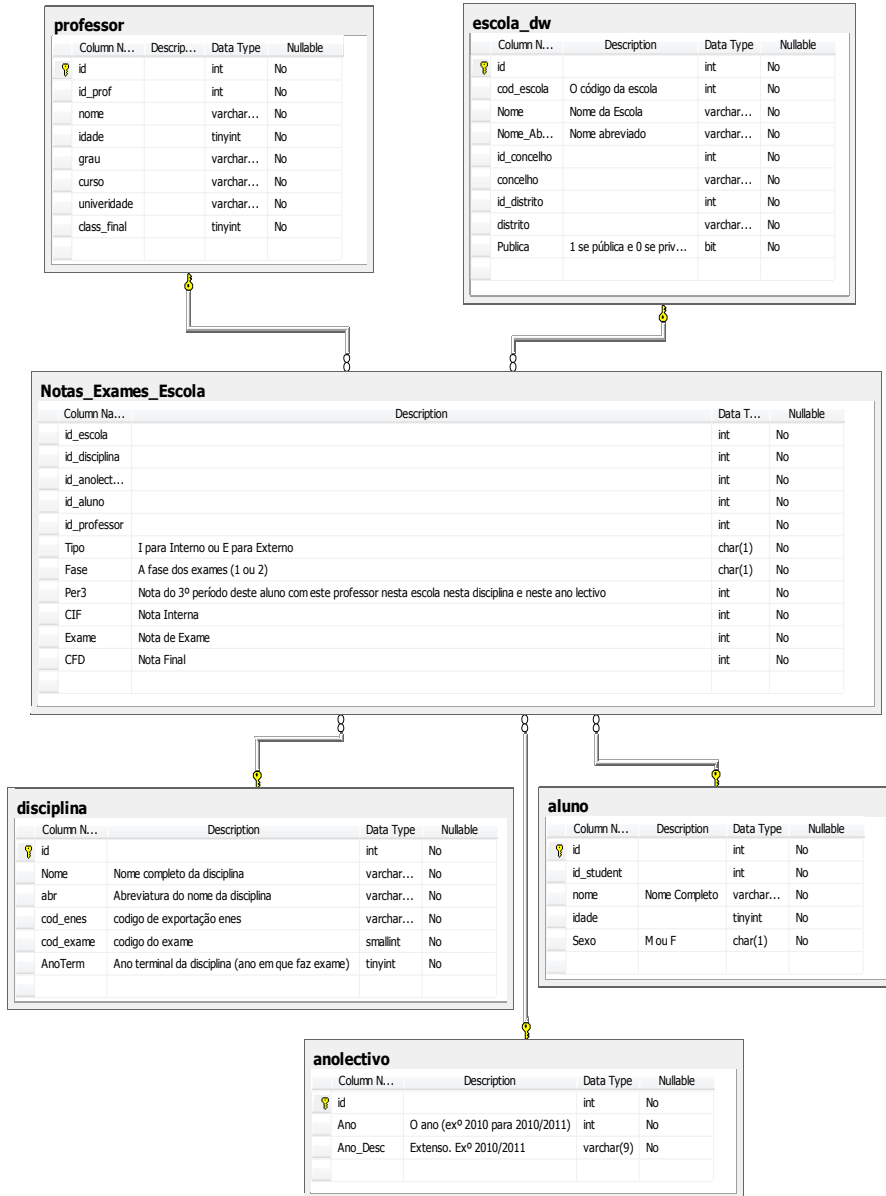 professor
Column N... Descrip... Data Type Nullable
id int No
id_prof int No
nome varchar... No
idade tinyint No
grau varchar... No
curso varchar... No
univeridade varchar... No
class_final tinyint No
escola_dw
Column N... Description Data Type Nullable
id int No
cod_escola O código da escola int No
Nome Nome da Escola varchar... No
Nome_Ab... Nome abreviado varchar... No
id_concelho int No
concelho varchar... No
id_distrito int No
distrito varchar... No
Publica 1 se pública e 0 se priv... bit No
Notas_Exames_Escola
Column Na... Description Data T... Nullable
id_escola int No
id_disciplina int No
id_anolect... int No
id_aluno int No
id_professor int No
Tipo I para Interno ou E para Externo char(1) No
Fase A fase dos exames (1 ou 2) char(1) No
Per3 Nota do 3º período deste aluno com este professor nesta escola nesta disciplina e neste ano lectivo int No
CIF Nota Interna int No
Exame Nota de Exame int No
CFD Nota Final int No
disciplina
Column N... Description Data Type Nullable
id int No
Nome Nome completo da disciplina varchar... No
abr Abreviatura do nome da disciplina varchar... No
cod_enes codigo de exportação enes varchar... No
cod_exame codigo do exame smallint No
AnoTerm Ano terminal da disciplina (ano em que faz exame) tinyint No
aluno
Column N... Description Data Type Nullable
id int No
id_student int No
nome Nome Completo varchar... No
idade tinyint No
Sexo M ou F char(1) No
anolectivo
Column N... Description Data Type Nullable
id int No
Ano O ano (exº 2010 para 2010/2011) int No
Ano_Desc Extenso. Exº 2010/2011 varchar(9) No